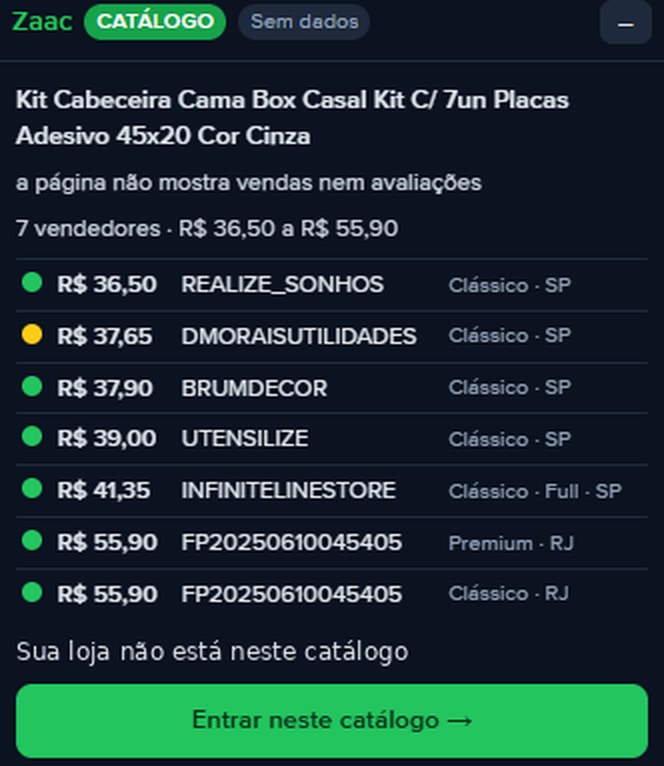 Zaac CATÁLOGO Sem dados –
Kit Cabeceira Cama Box Casal Kit C/ 7un Placas
Adesivo 45x20 Cor Cinza
a página não mostra vendas nem avaliações
7 vendedores · R$ 36,50 a R$ 55,90
R$ 36,50 REALIZE_SONHOS Clássico · SP
R$ 37,65 DMORAISUTILIDADES Clássico · SP
R$ 37,90 BRUMDECOR Clássico · SP
R$ 39,00 UTENSILIZE Clássico · SP
R$ 41,35 INFINITELINESTORE Clássico · Full · SP
R$ 55,90 FP20250610045405 Premium · RJ
R$ 55,90 FP20250610045405 Clássico · RJ
Sua loja não está neste catálogo
Entrar neste catálogo →